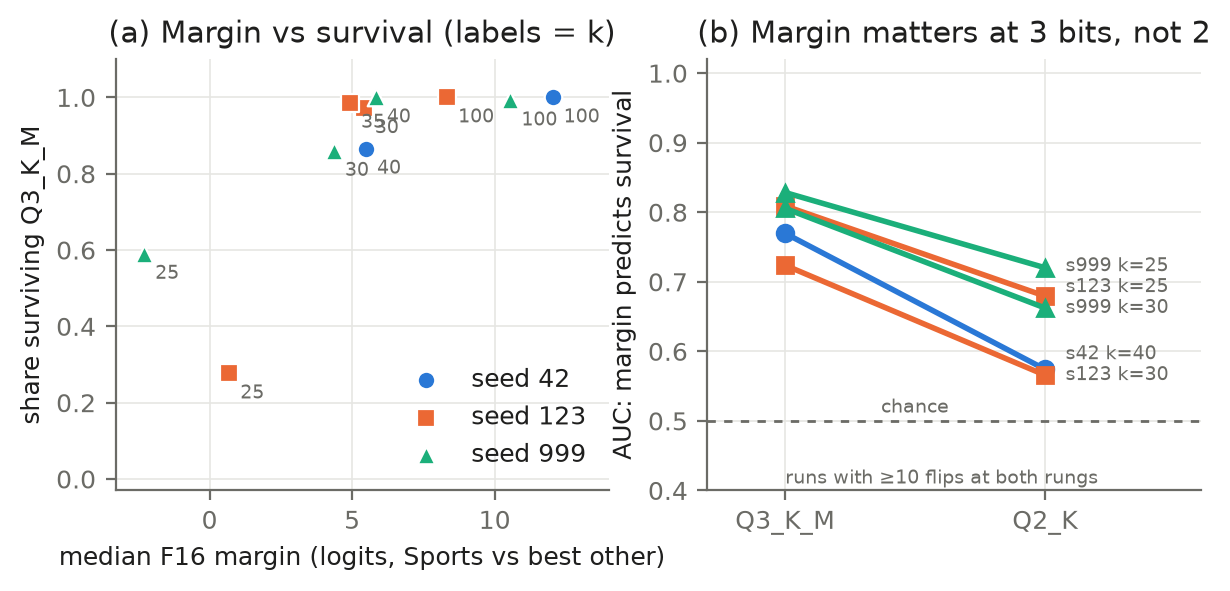 (a) Margin vs survival (labels = k)
share surviving Q3_K_M
1.0
0.8
0.6
0.4
0.2
0.0
35
40
30
100
100
100
30
40
25
25
seed 42
seed 123
seed 999
0
5
10
median F16 margin (logits, Sports vs best other)
(b) Margin matters at 3 bits, not 2
AUC: margin predicts survival
1.0
0.9
0.8
0.7
0.6
0.5
0.4
s999 k=25
s123 k=25
s999 k=30
s42 k=40
s123 k=30
chance
runs with ≥10 flips at both rungs
Q3_K_M
Q2_K